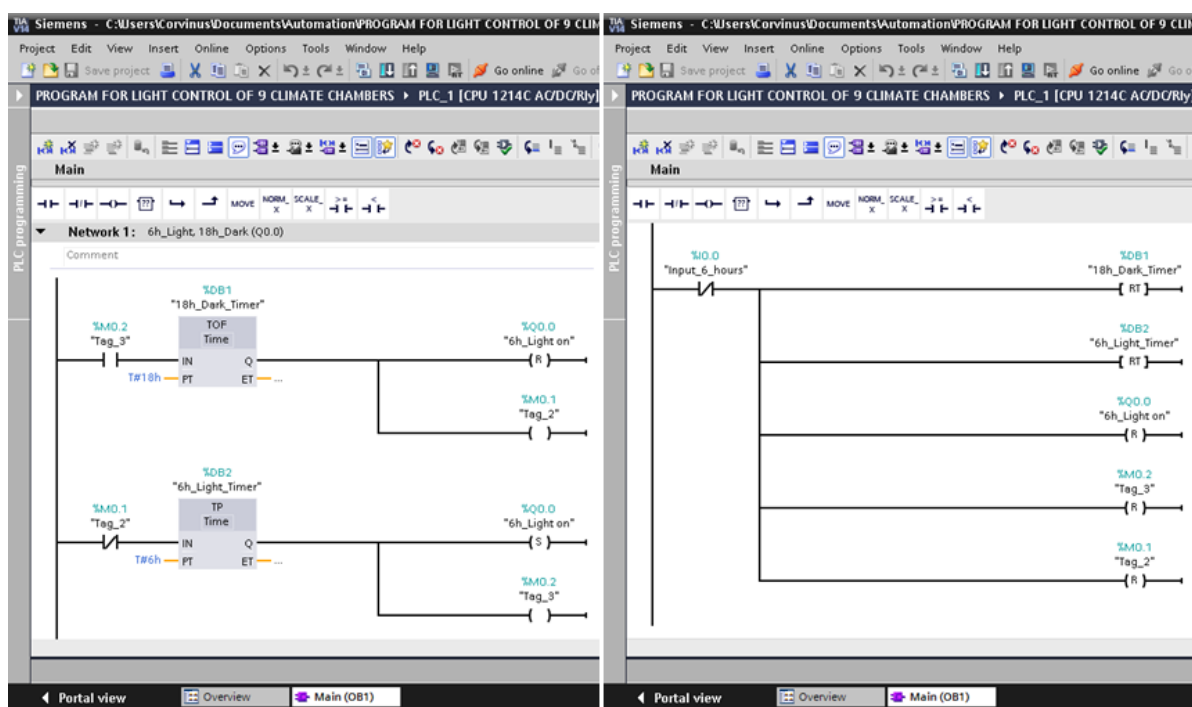 Siemens - C:\Users\Corvinus\Documents\Automation\PROGRAM FOR LIGHT CONTROL OF 9 CLIM
Project Edit View Insert Online Options Tools Window Help
Save project Go online Go of
PROGRAM FOR LIGHT CONTROL OF 9 CLIMATE CHAMBERS PLC_1 [CPU 1214C AC/DC/Rly]
PLC programming
Main
MOVE NORM_X SCALE_X
Network 1: 6h_Light, 18h_Dark (Q0.0)
Comment
%DB1
"18h_Dark_Timer"
%M0.2 TOF %Q0.0
"Tag_3" Time "6h_Light on"
IN Q (R)
T#18h PT ET ...
%M0.1
"Tag_2"
( )
%DB2
"6h_Light_Timer"
%M0.1 TP %Q0.0
"Tag_2" Time "6h_Light on"
IN Q (S)
T#6h PT ET ...
%M0.2
"Tag_3"
( )
Portal view Overview Main (OB1)
Siemens - C:\Users\Corvinus\Documents\Automation\PROGRAM FOR LIGHT CONTROL OF 9 CLIN
Project Edit View Insert Online Options Tools Window Help
Save project Go online Go of
PROGRAM FOR LIGHT CONTROL OF 9 CLIMATE CHAMBERS PLC_1 [CPU 1214C AC/DC/Rly]
PLC programming
Main
MOVE NORM_X SCALE_X
%I0.0 %DB1
"Input_6_hours" "18h_Dark_Timer"
[RT]
%DB2
"6h_Light_Timer"
[RT]
%Q0.0
"6h_Light on"
(R)
%M0.2
"Tag_3"
(R)
%M0.1
"Tag_2"
(R)
Portal view Overview Main (OB1)